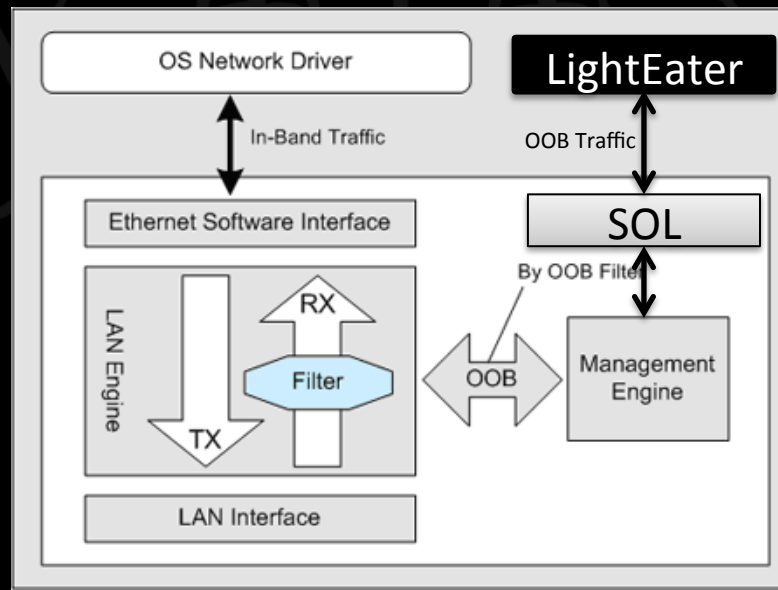 OS Network Driver
LightEater
In-Band Traffic
OOB Traffic
Ethernet Software Interface
SOL
By OOB Filter
LAN Engine
RX
Filter
TX
OOB
Management
Engine
LAN Interface